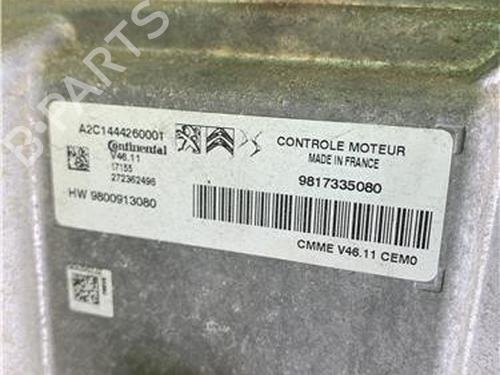 B-PARTS
A2C1444260001
Continental
V46.11
17155
272362496
HW 9800913080
CONTROLE MOTEUR
MADE IN FRANCE
9817335080
CMME V46.11 CEM0